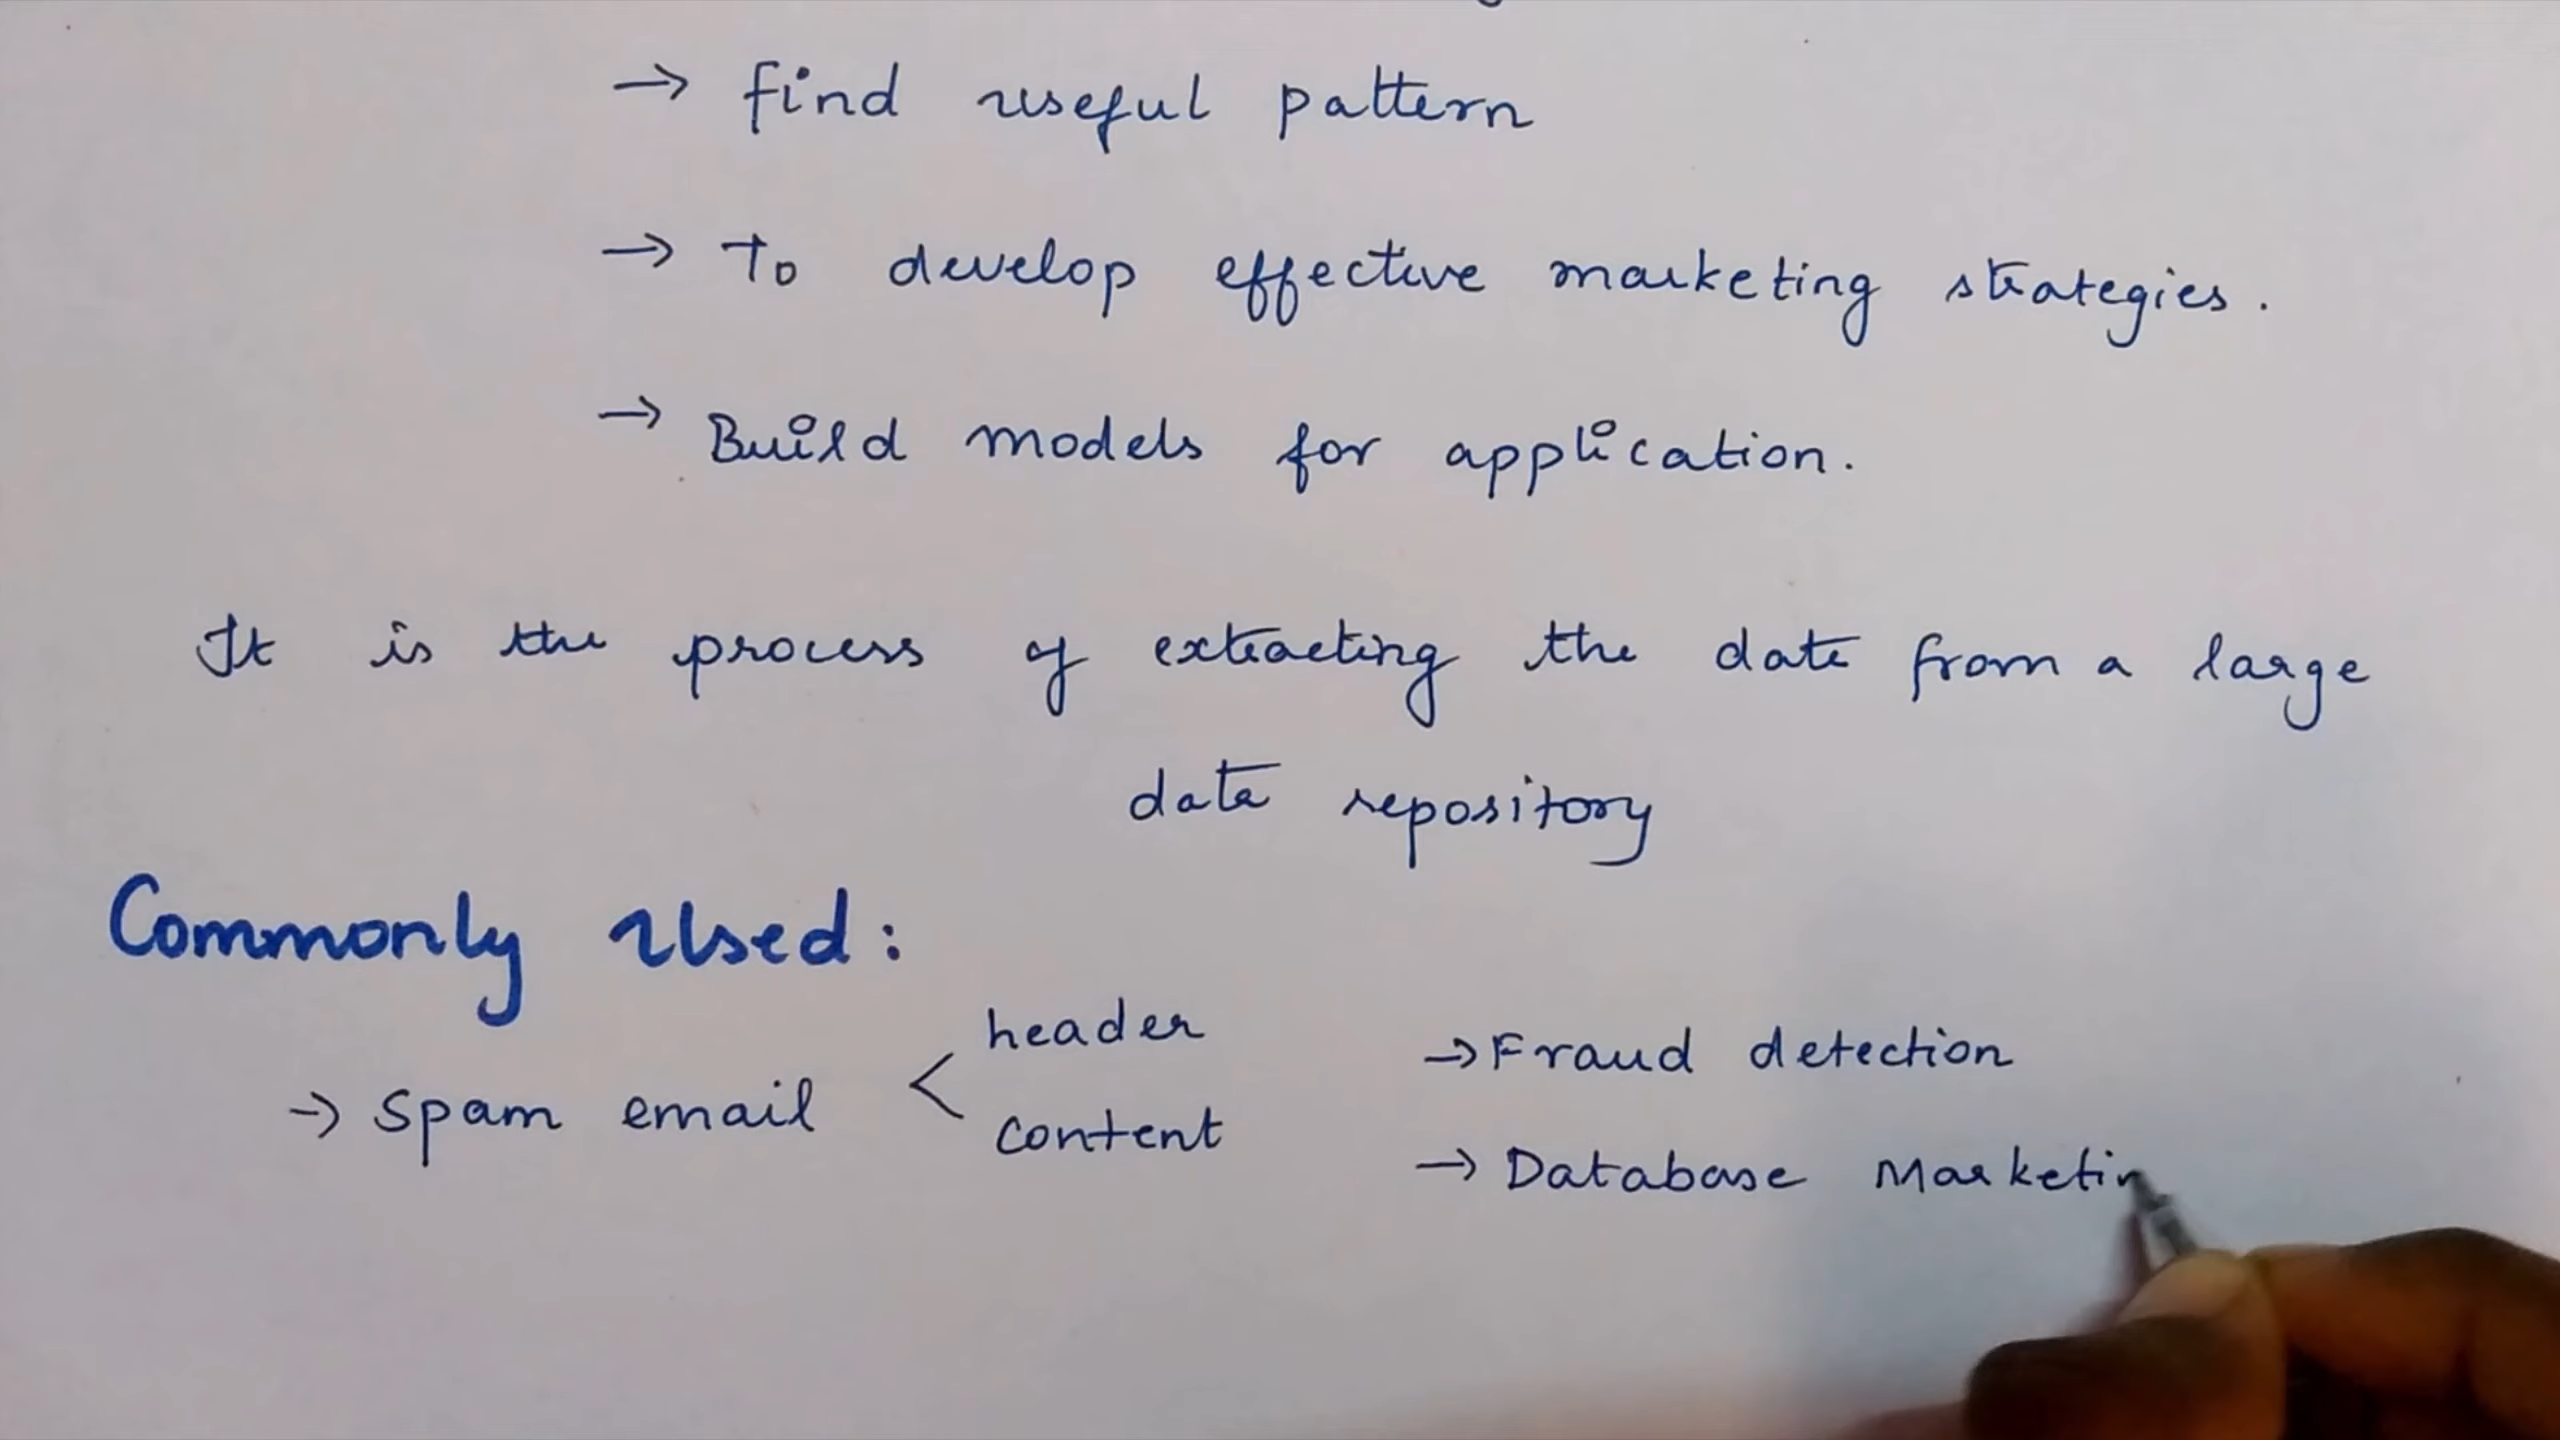 → find useful pattern
→ To develop effective marketing strategies.
→ Build models for application.
It is the process of extracting the data from a large
data repository
Commonly Used:
→ Spam email < header
content
→ Fraud detection
→ Database Marketin